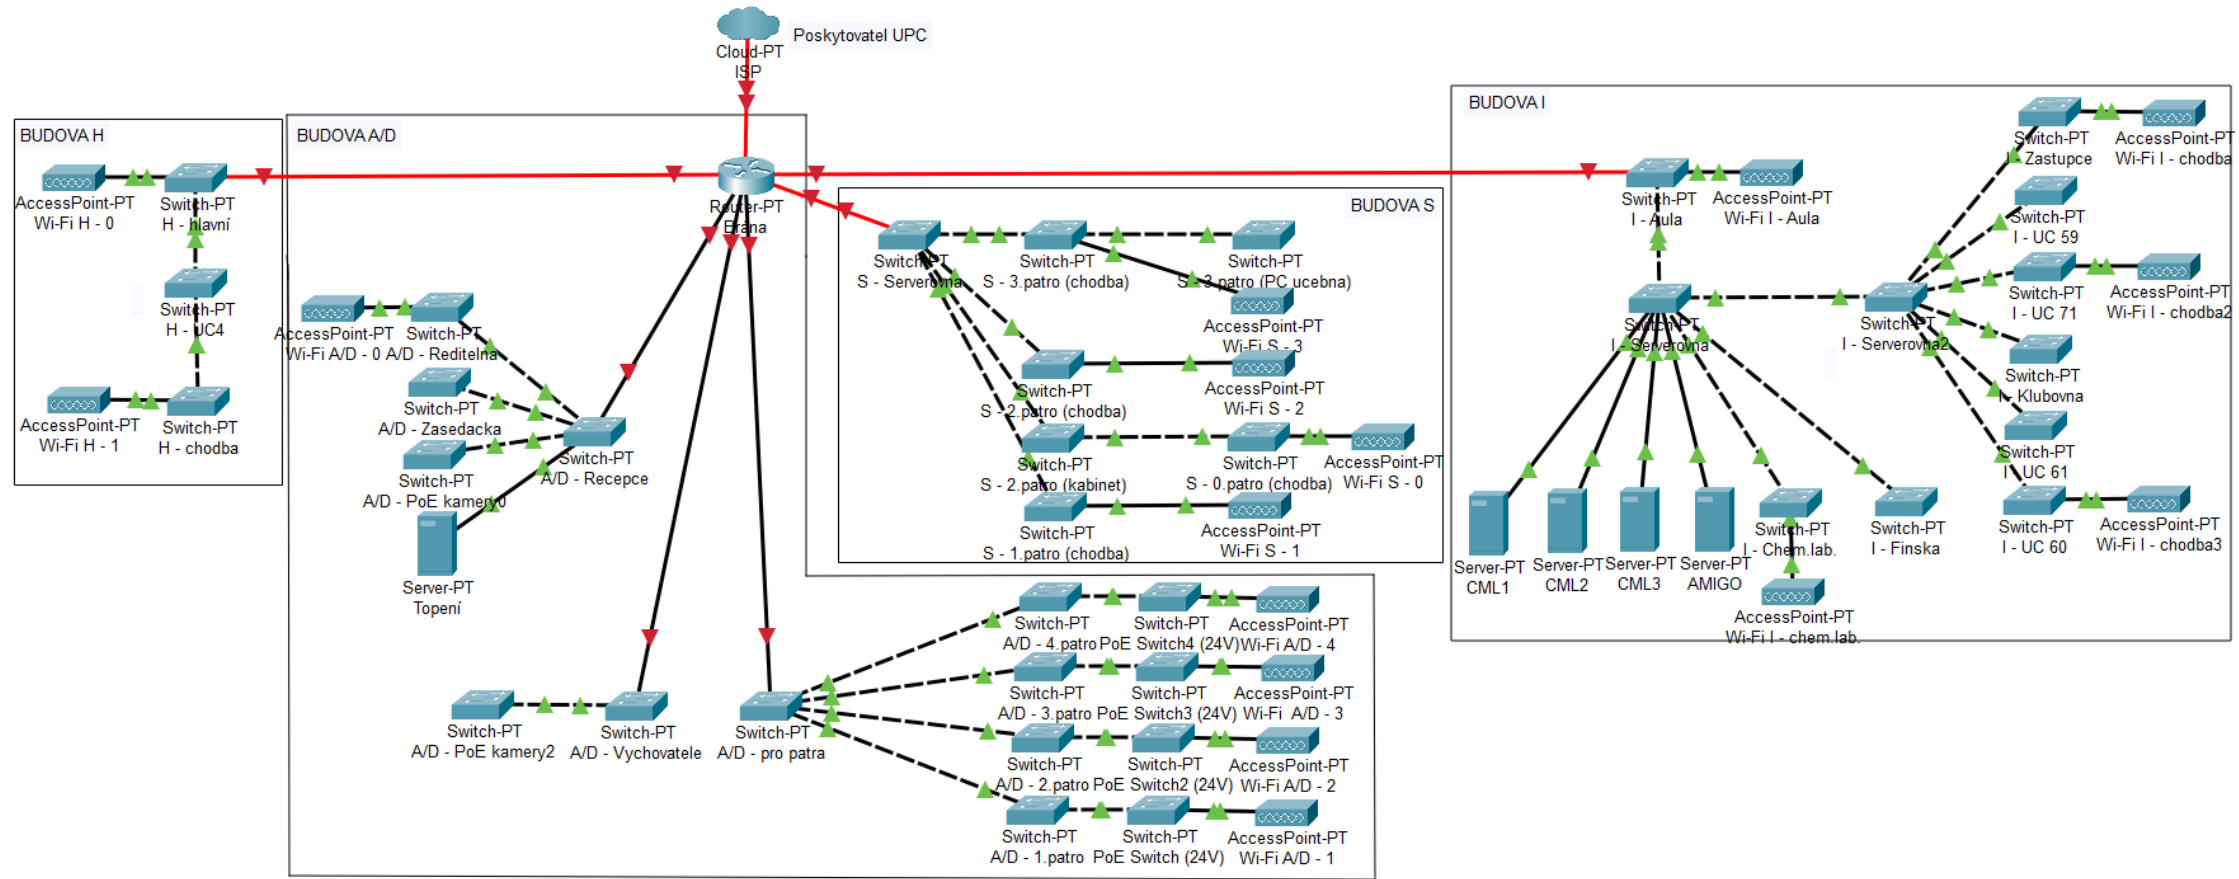 Poskytovatel UPC
Cloud-PT
ISP
BUDOVA H
AccessPoint-PT
Wi-Fi H - 0
Switch-PT
H - hlavní
Switch-PT
H - UC4
AccessPoint-PT
Wi-Fi H - 1
Switch-PT
H - chodba
BUDOVA A/D
Router-PT
Brána
AccessPoint-PT
Wi-Fi A/D - 0
Switch-PT
A/D - Reditelna
Switch-PT
A/D - Zasedacka
Switch-PT
A/D - PoE kamery0
Switch-PT
A/D - Recepce
Server-PT
Topení
Switch-PT
A/D - PoE kamery2
Switch-PT
A/D - Vychovatele
Switch-PT
A/D - pro patra
Switch-PT
A/D - 4.patro
Switch-PT
PoE Switch4 (24V)
AccessPoint-PT
Wi-Fi A/D - 4
Switch-PT
A/D - 3.patro
Switch-PT
PoE Switch3 (24V)
AccessPoint-PT
Wi-Fi  A/D - 3
Switch-PT
A/D - 2.patro
Switch-PT
PoE Switch2 (24V)
AccessPoint-PT
Wi-Fi A/D - 2
Switch-PT
A/D - 1.patro
Switch-PT
PoE Switch (24V)
AccessPoint-PT
Wi-Fi A/D - 1
BUDOVA S
Switch-PT
S - Serverovna
Switch-PT
S - 3.patro (chodba)
Switch-PT
S - 3.patro (PC ucebna)
AccessPoint-PT
Wi-Fi S - 3
Switch-PT
S - 2.patro (chodba)
AccessPoint-PT
Wi-Fi S - 2
Switch-PT
S - 2.patro (kabinet)
Switch-PT
S - 0.patro (chodba)
AccessPoint-PT
Wi-Fi S - 0
Switch-PT
S - 1.patro (chodba)
AccessPoint-PT
Wi-Fi S - 1
BUDOVA I
Switch-PT
I - Aula
AccessPoint-PT
Wi-Fi I - Aula
Switch-PT
I - Serverovna
Switch-PT
I - Serverovna2
Switch-PT
I - Zastupce
AccessPoint-PT
Wi-Fi I - chodba
Switch-PT
I - UC 59
Switch-PT
I - UC 71
AccessPoint-PT
Wi-Fi I - chodba2
Switch-PT
I - Klubovna
Switch-PT
I - UC 61
Switch-PT
I - UC 60
AccessPoint-PT
Wi-Fi I - chodba3
Server-PT
CML1
Server-PT
CML2
Server-PT
CML3
Server-PT
AMIGO
Switch-PT
I - Chem.lab.
Switch-PT
I - Finska
AccessPoint-PT
Wi-Fi I - chem.lab.